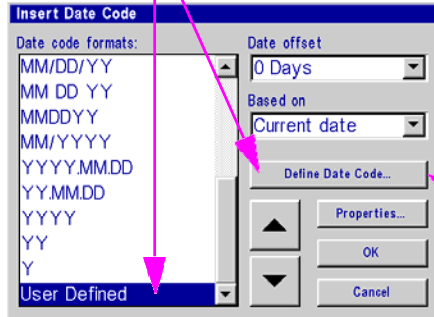 Insert Date Code
Date code formats:
MM/DD/YY
MM DD YY
MMDDYY
MM/YYYY
YYYY.MM.DD
YY.MM.DD
YYYY
YY
Y
User Defined
Date offset
0 Days
Based on
Current date
Define Date Code...
Properties...
OK
Cancel